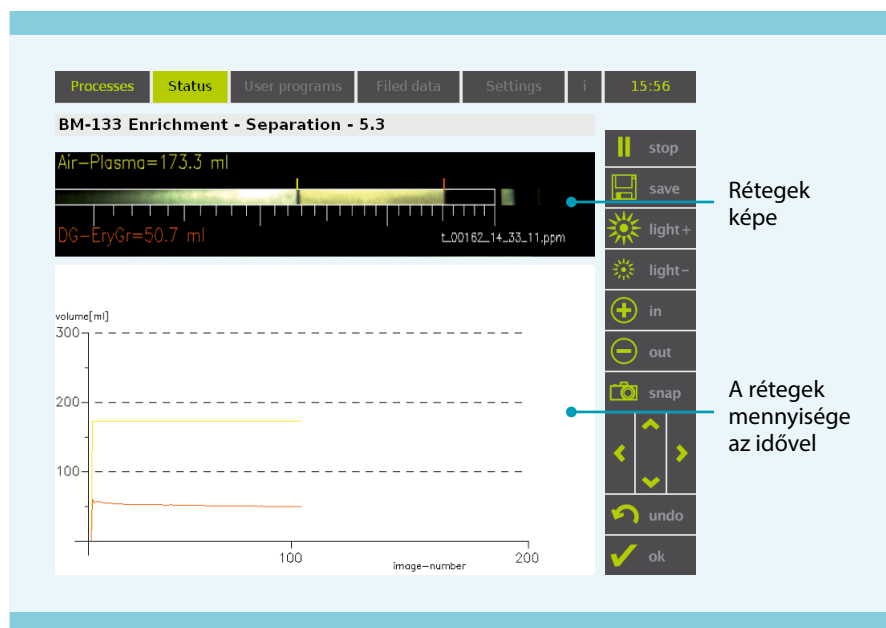 Processes Status User programs Filed data Settings i 15:56
BM-133 Enrichment - Separation - 5.3
Air-Plasma=173.3 ml
DG-EryGr=50.7 ml
t_00162_14_33_11.ppm
stop
save
light+
light-
in
out
snap
undo
ok
Rétegek
képe
volume[ml]
300
200
100
100
200
image-number
A rétegek
mennyisége
az idővel